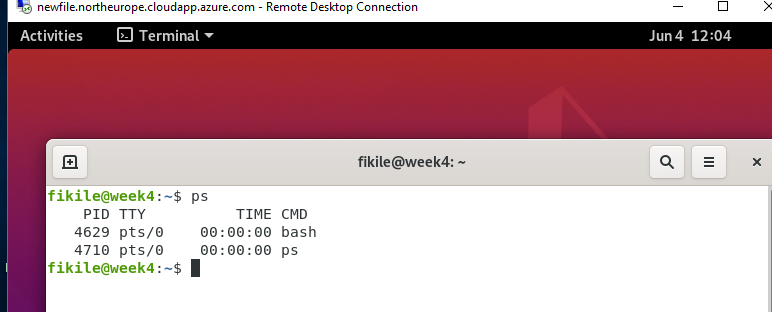 newfile.northeurope.cloudapp.azure.com - Remote Desktop Connection
Activities Terminal Jun 4 12:04
fikile@week4: ~
fikile@week4:~$ ps
    PID TTY          TIME CMD
   4629 pts/0    00:00:00 bash
   4710 pts/0    00:00:00 ps
fikile@week4:~$